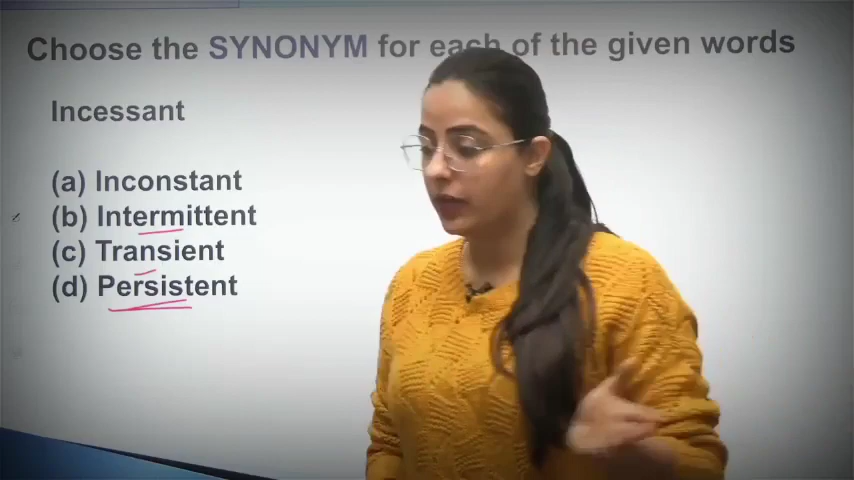 Choose the SYNONYM for each of the given words
Incessant
(a) Inconstant
(b) Intermittent
(c) Transient
(d) Persistent